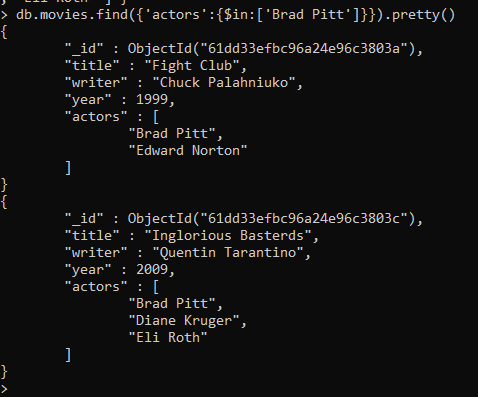 > db.movies.find({'actors':{$in:['Brad Pitt']}}).pretty()
{
        "_id" : ObjectId("61dd33efbc96a24e96c3803a"),
        "title" : "Fight Club",
        "writer" : "Chuck Palahniuko",
        "year" : 1999,
        "actors" : [
                "Brad Pitt",
                "Edward Norton"
        ]
}
{
        "_id" : ObjectId("61dd33efbc96a24e96c3803c"),
        "title" : "Inglorious Basterds",
        "writer" : "Quentin Tarantino",
        "year" : 2009,
        "actors" : [
                "Brad Pitt",
                "Diane Kruger",
                "Eli Roth"
        ]
}
>